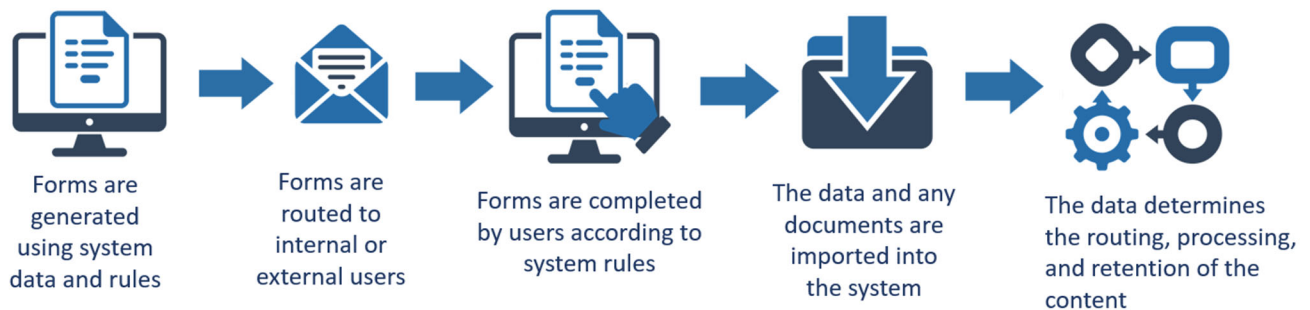 Forms are
generated
using system
data and rules
Forms are
routed to
internal or
external users
Forms are completed
by users according to
system rules
The data and any
documents are
imported into
the system
The data determines
the routing, processing,
and retention of the
content